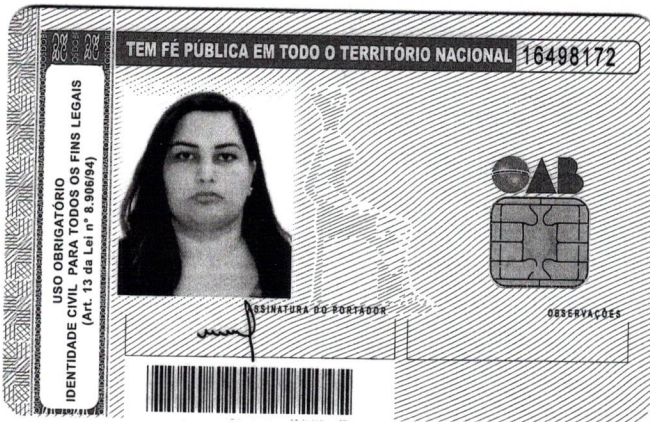 TEM FÉ PÚBLICA EM TODO O TERRITÓRIO NACIONAL 16498172
USO OBRIGATÓRIO
IDENTIDADE CIVIL PARA TODOS OS FINS LEGAIS
(Art. 13 da Lei nº 8.906/94)
OAB
ASSINATURA DO PORTADOR
OBSERVAÇÕES